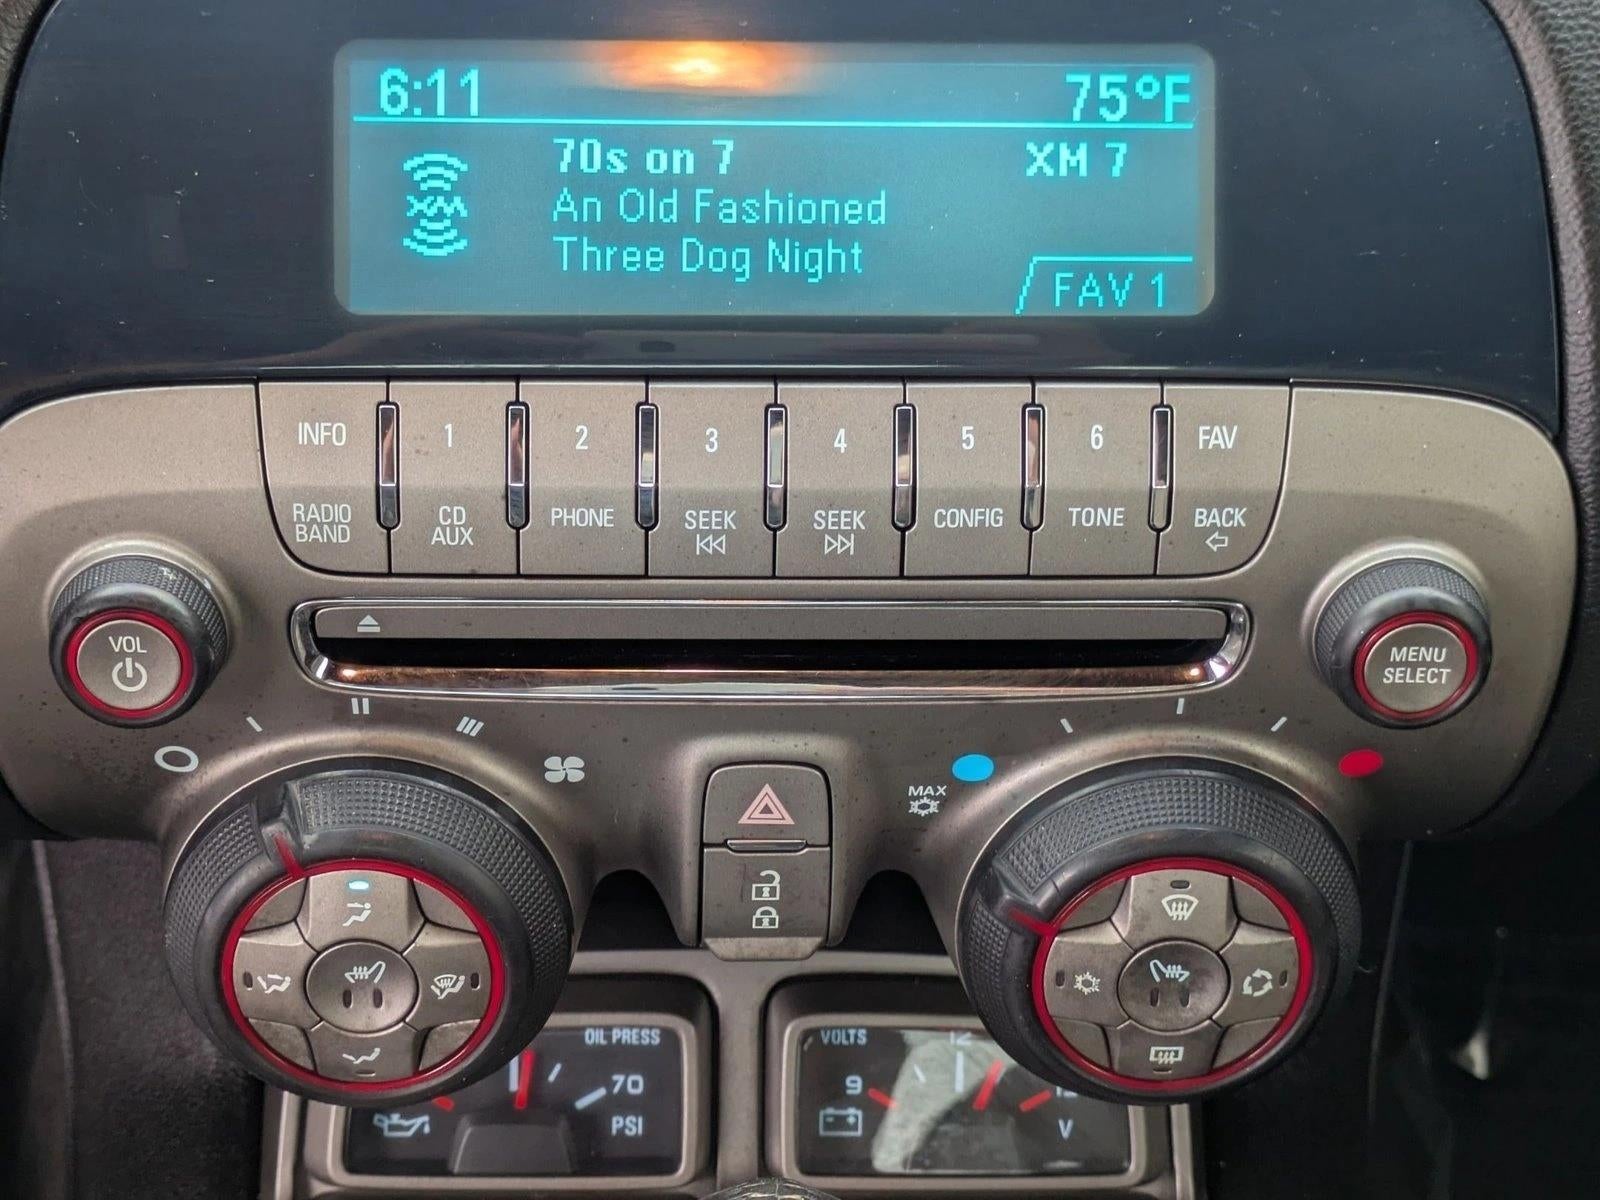 6:11 75°F
70s on 7 XM 7
XM
An Old Fashioned
Three Dog Night
FAV 1
INFO 1 2 3 4 5 6 FAV
RADIO BAND
CD AUX
PHONE
SEEK
SEEK
CONFIG
TONE
BACK
VOL
MENU
SELECT
MAX
OIL PRESS
70
PSI
VOLTS
12
9
V